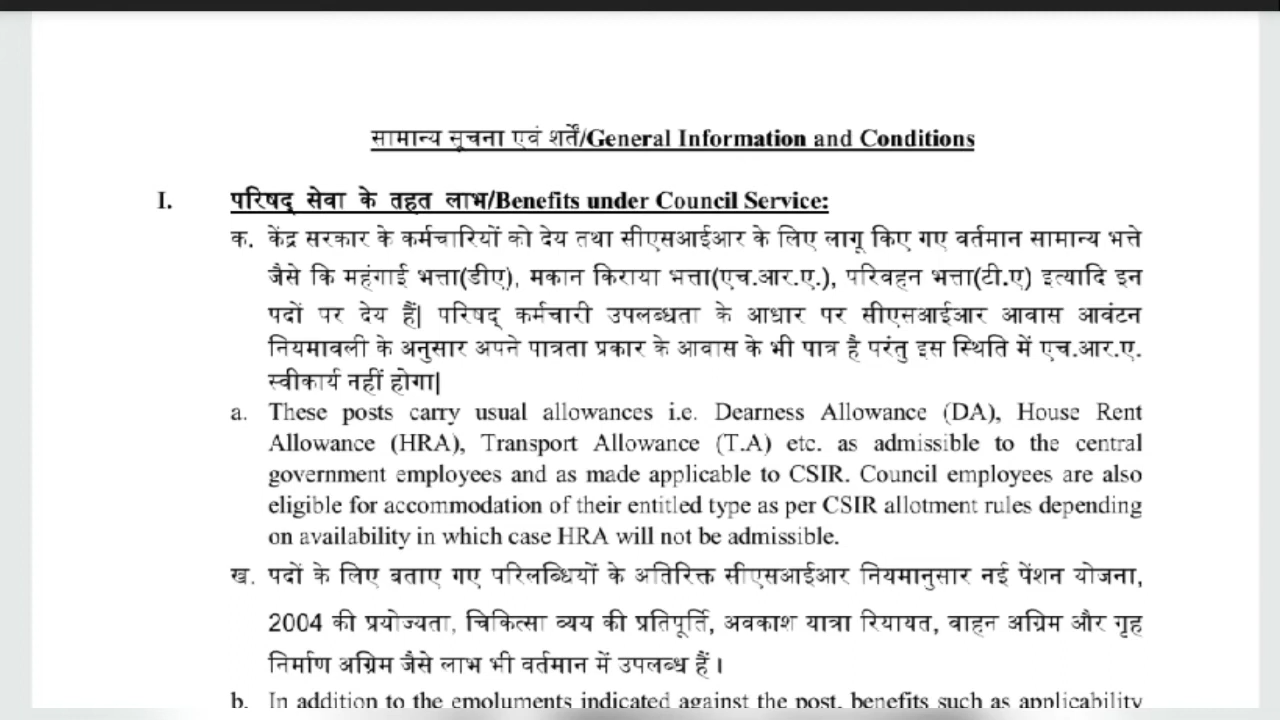 सामान्य सूचना एवं शर्तें/General Information and Conditions
I. परिषद् सेवा के तहत लाभ/Benefits under Council Service:
क. केंद्र सरकार के कर्मचारियों को देय तथा सीएसआईआर के लिए लागू किए गए वर्तमान सामान्य भत्ते
जैसे कि महंगाई भत्ता(डीए), मकान किराया भत्ता(एच.आर.ए.), परिवहन भत्ता(टी.ए) इत्यादि इन
पदों पर देय हैं| परिषद् कर्मचारी उपलब्धता के आधार पर सीएसआईआर आवास आवंटन
नियमावली के अनुसार अपने पात्रता प्रकार के आवास के भी पात्र है परंतु इस स्थिति में एच.आर.ए.
स्वीकार्य नहीं होगा|
a. These posts carry usual allowances i.e. Dearness Allowance (DA), House Rent
Allowance (HRA), Transport Allowance (T.A) etc. as admissible to the central
government employees and as made applicable to CSIR. Council employees are also
eligible for accommodation of their entitled type as per CSIR allotment rules depending
on availability in which case HRA will not be admissible.
ख. पदों के लिए बताए गए परिलब्धियों के अतिरिक्त सीएसआईआर नियमानुसार नई पेंशन योजना,
2004 की प्रयोज्यता, चिकित्सा व्यय की प्रतिपूर्ति, अवकाश यात्रा रियायत, वाहन अग्रिम और गृह
निर्माण अग्रिम जैसे लाभ भी वर्तमान में उपलब्ध हैं ।
b. In addition to the emoluments indicated against the post, benefits such as applicability